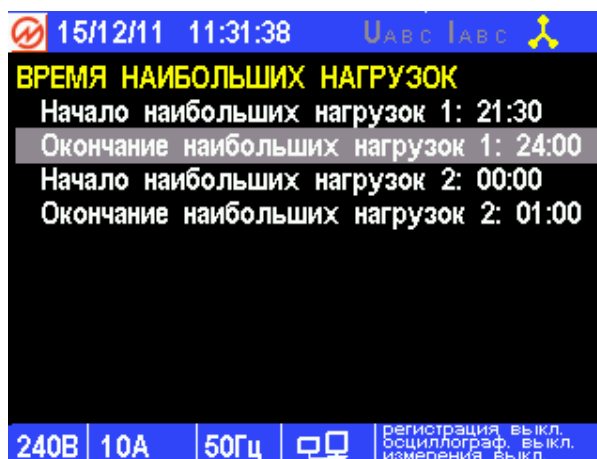 15/12/11 11:31:38 UABC IABC
ВРЕМЯ НАИБОЛЬШИХ НАГРУЗОК
Начало наибольших нагрузок 1: 21:30
Окончание наибольших нагрузок 1: 24:00
Начало наибольших нагрузок 2: 00:00
Окончание наибольших нагрузок 2: 01:00
240В 10А 50Гц
регистрация выкл.
осциллограф. выкл.
измерения выкл